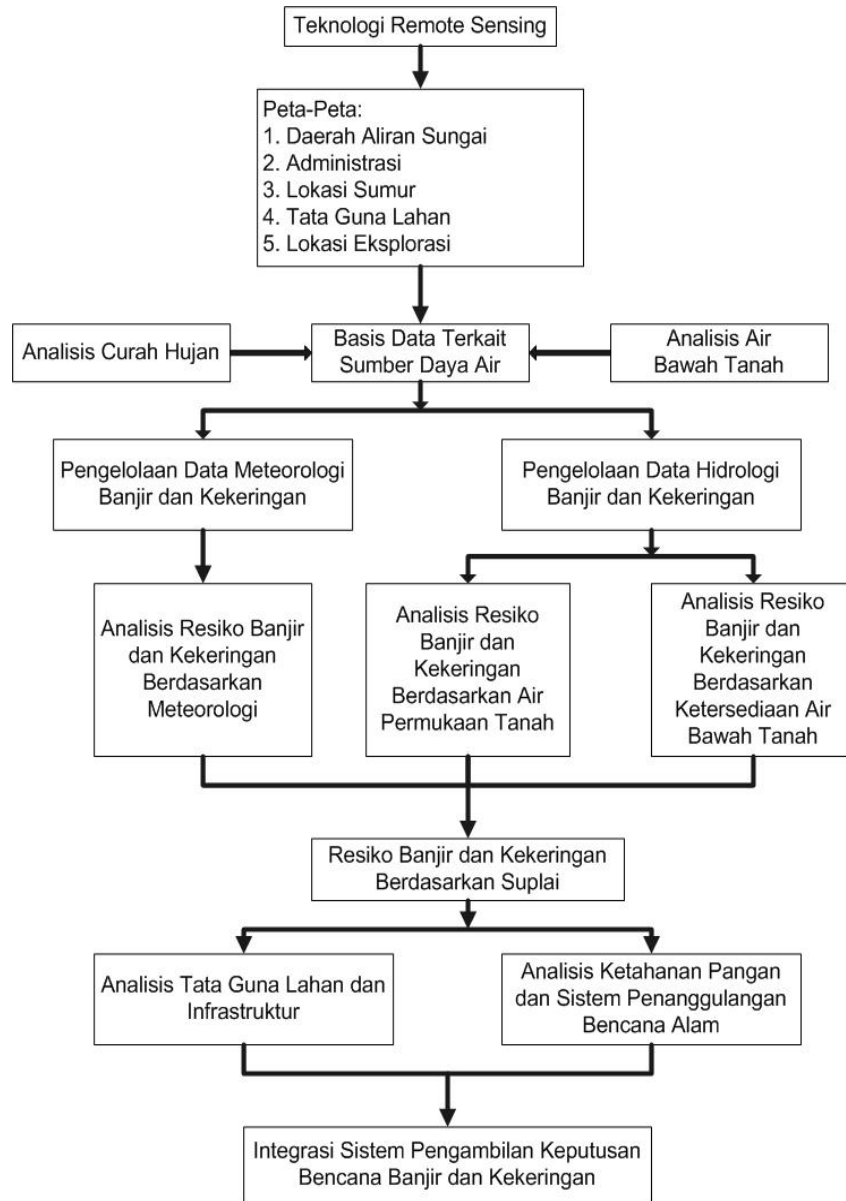 Teknologi Remote Sensing
Peta-Peta:
1. Daerah Aliran Sungai
2. Administrasi
3. Lokasi Sumur
4. Tata Guna Lahan
5. Lokasi Eksplorasi
Analisis Curah Hujan
Basis Data Terkait
Sumber Daya Air
Analisis Air
Bawah Tanah
Pengelolaan Data Meteorologi
Banjir dan Kekeringan
Pengelolaan Data Hidrologi
Banjir dan Kekeringan
Analisis Resiko Banjir
dan Kekeringan
Berdasarkan
Meteorologi
Analisis Resiko
Banjir dan
Kekeringan
Berdasarkan Air
Permukaan Tanah
Analisis Resiko
Banjir dan
Kekeringan
Berdasarkan
Ketersediaan Air
Bawah Tanah
Resiko Banjir dan Kekeringan
Berdasarkan Suplai
Analisis Tata Guna Lahan dan
Infrastruktur
Analisis Ketahanan Pangan
dan Sistem Penanggulangan
Bencana Alam
Integrasi Sistem Pengambilan Keputusan
Bencana Banjir dan Kekeringan